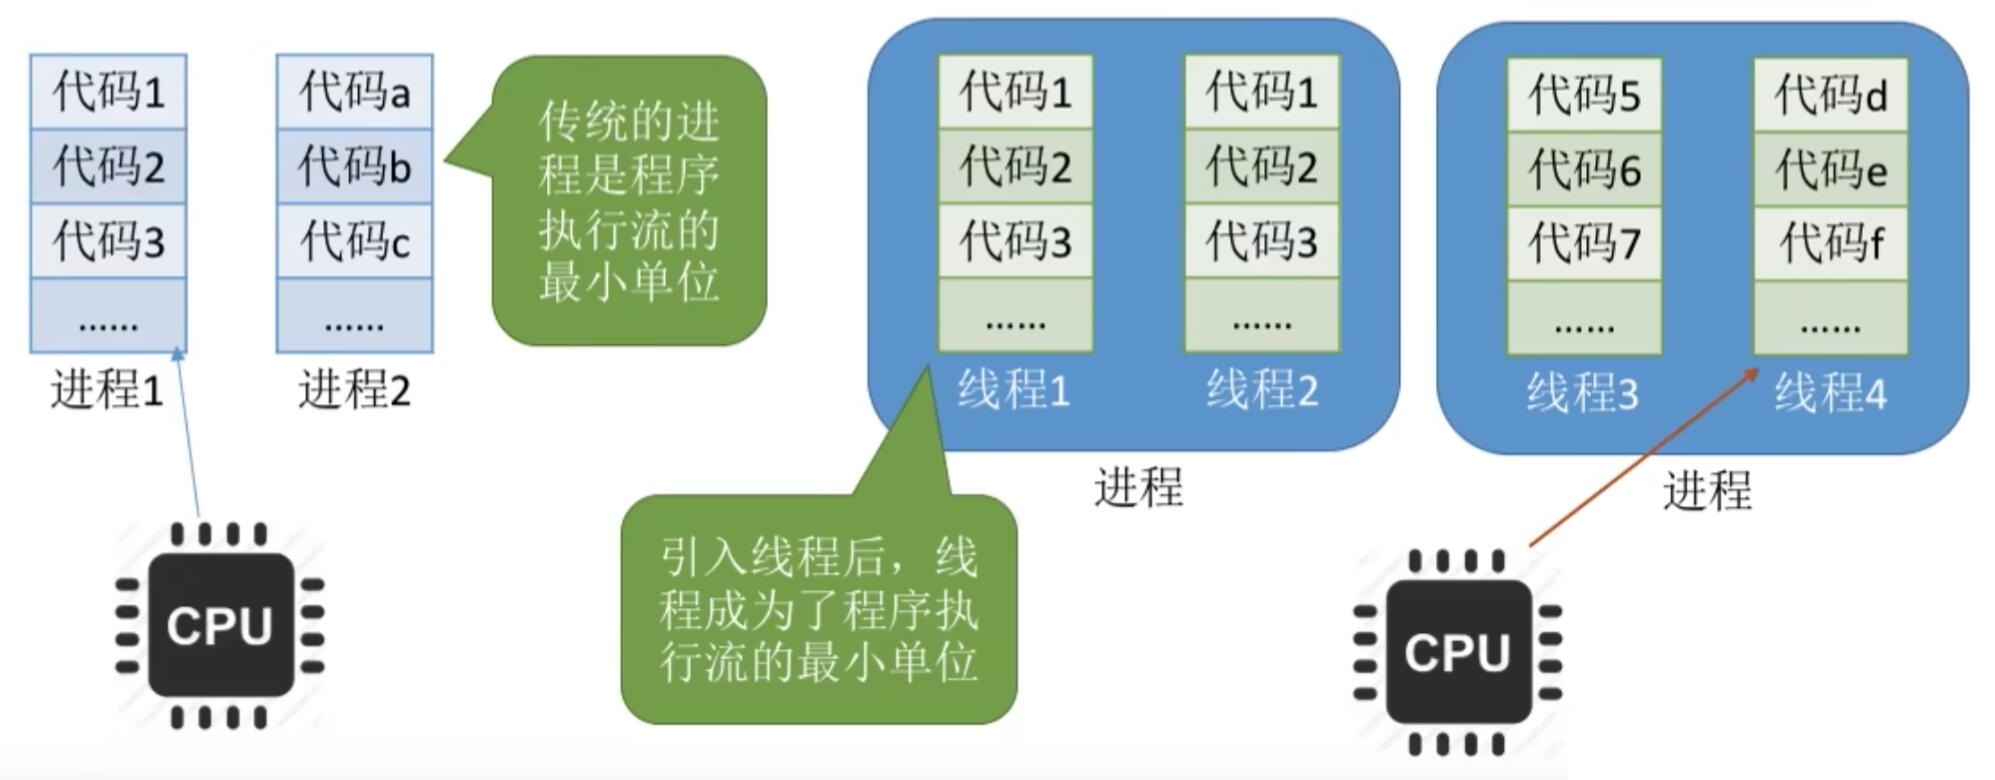 代码1
代码2
代码3
……
进程1
代码a
代码b
代码c
……
进程2
传统的进
程是程序
执行流的
最小单位
CPU
代码1
代码2
代码3
……
线程1
代码1
代码2
代码3
……
线程2
进程
引入线程后，线
程成为了程序执
行流的最小单位
代码5
代码6
代码7
……
线程3
代码d
代码e
代码f
……
线程4
进程
CPU